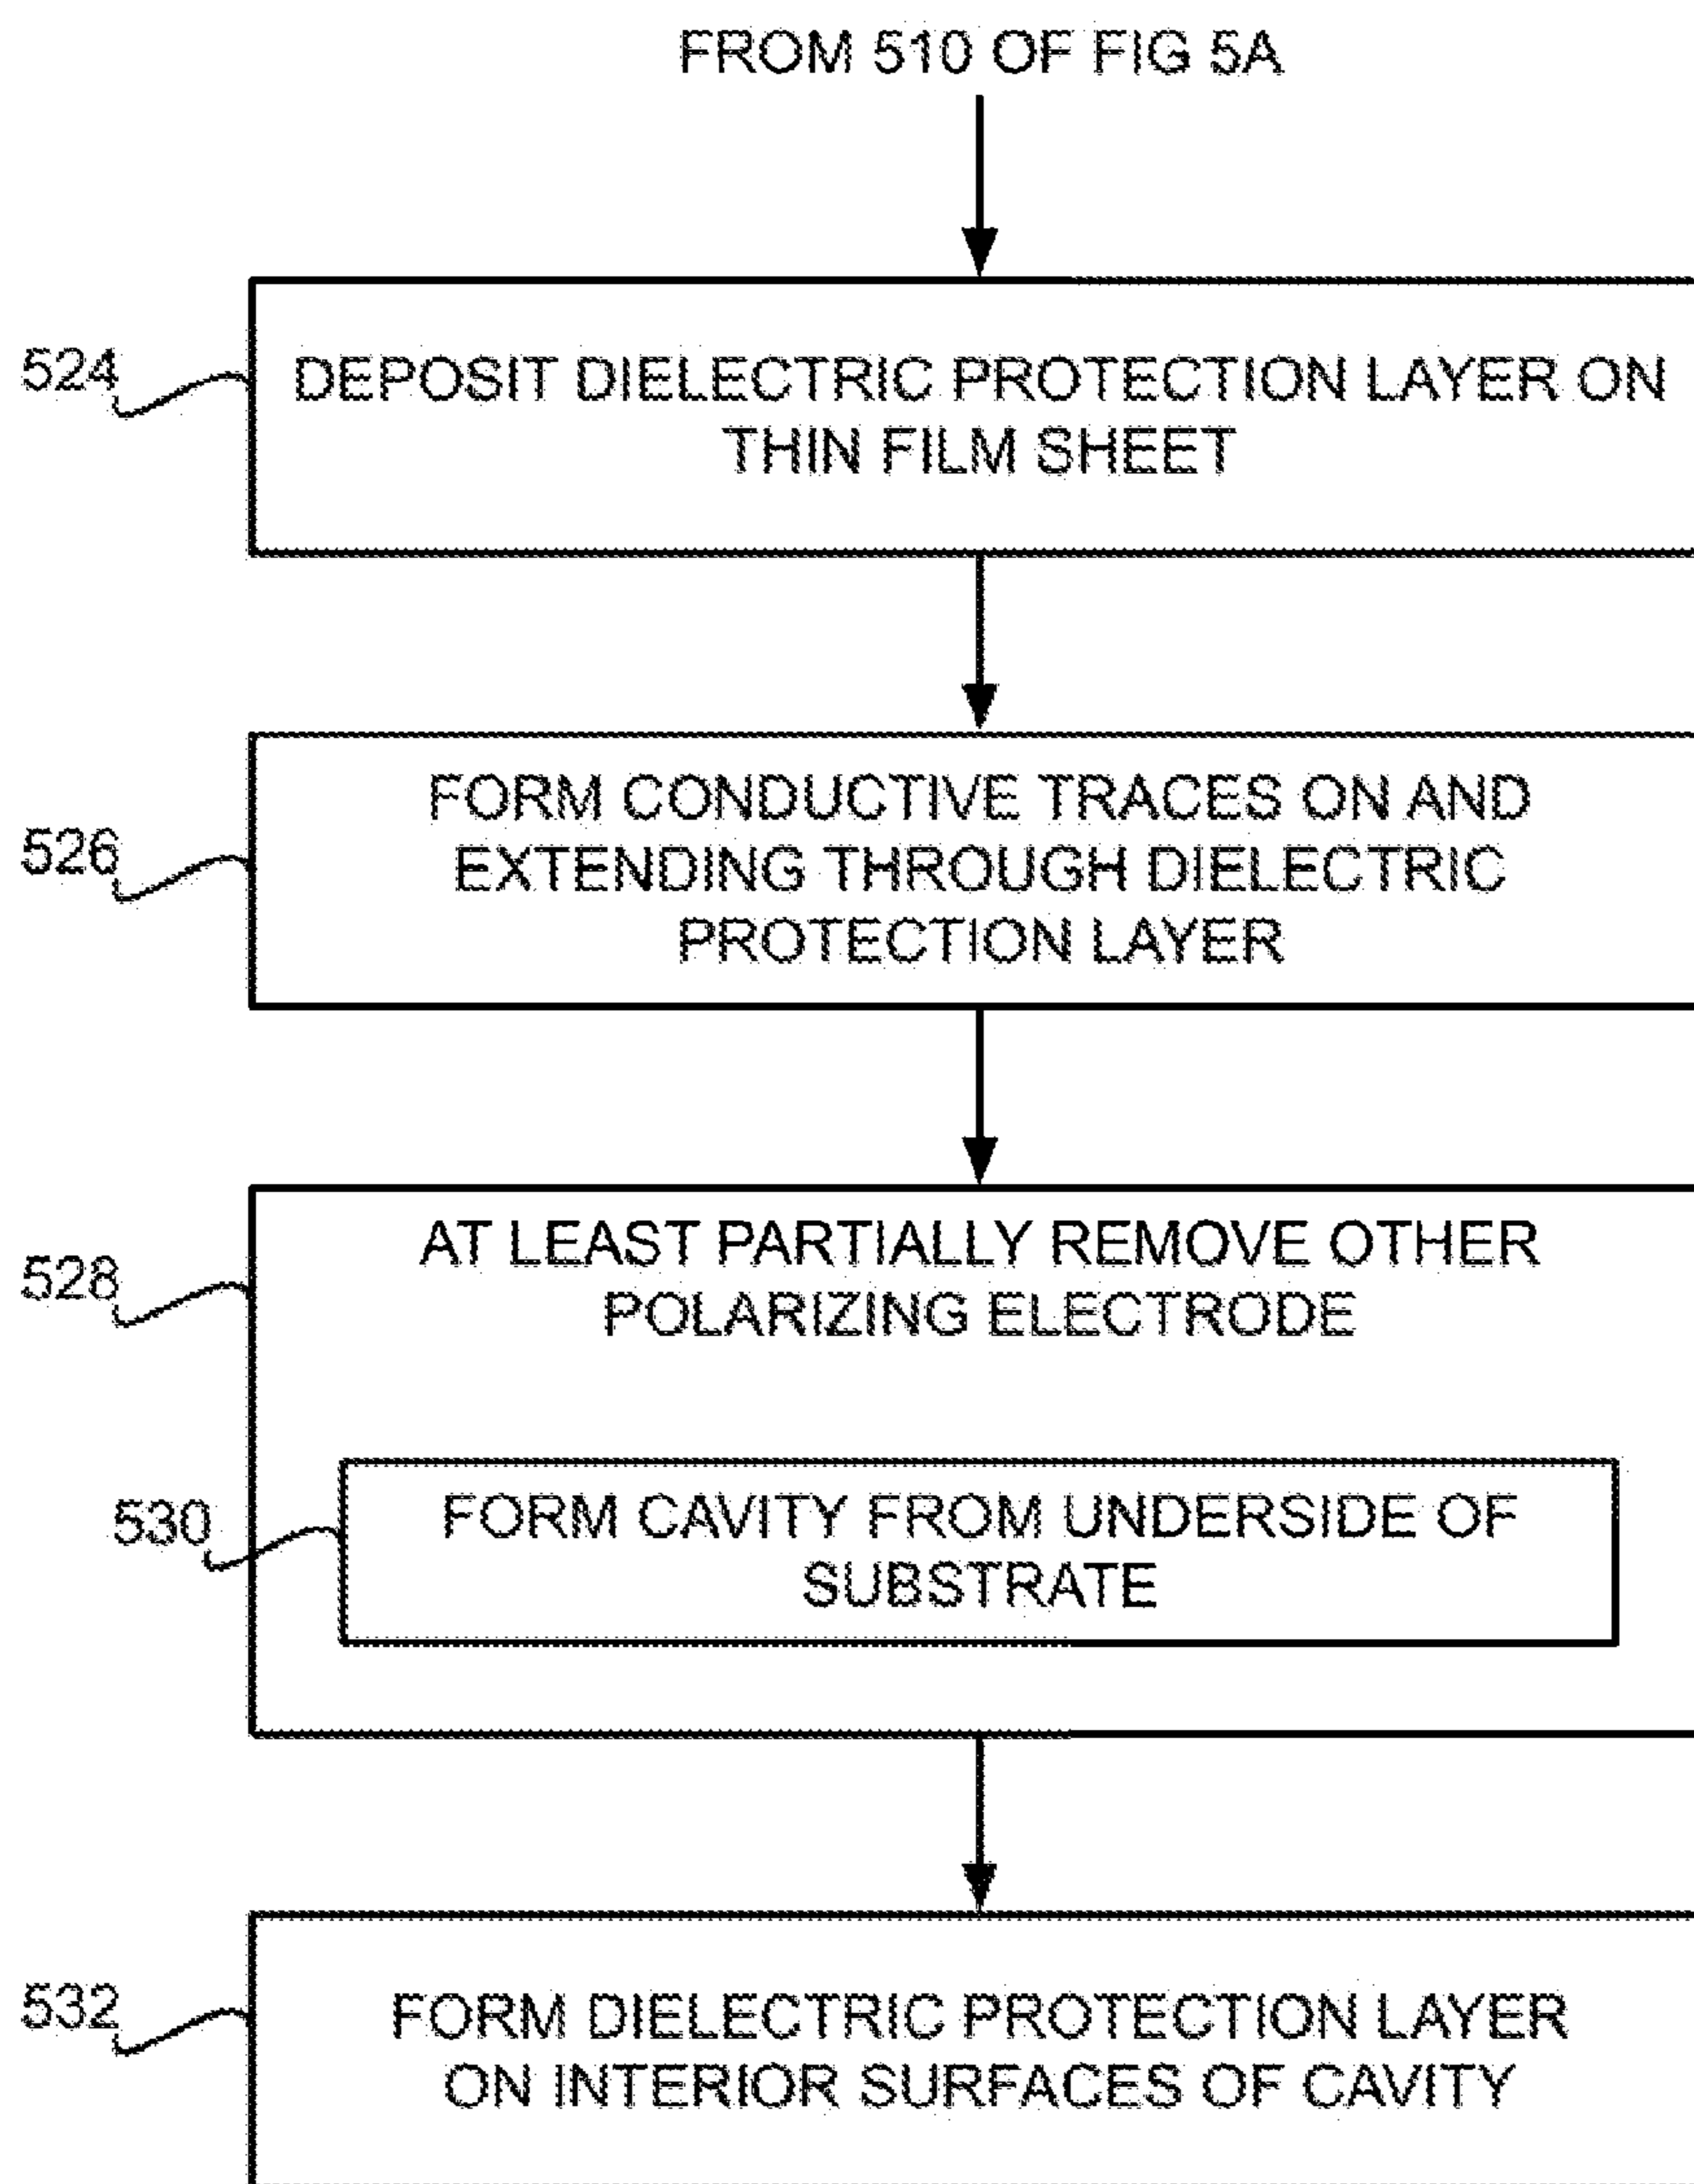 FROM 510 OF FIG 5A
524
DEPOSIT DIELECTRIC PROTECTION LAYER ON
THIN FILM SHEET
526
FORM CONDUCTIVE TRACES ON AND
EXTENDING THROUGH DIELECTRIC
PROTECTION LAYER
528
AT LEAST PARTIALLY REMOVE OTHER
POLARIZING ELECTRODE
530
FORM CAVITY FROM UNDERSIDE OF
SUBSTRATE
532
FORM DIELECTRIC PROTECTION LAYER
ON INTERIOR SURFACES OF CAVITY